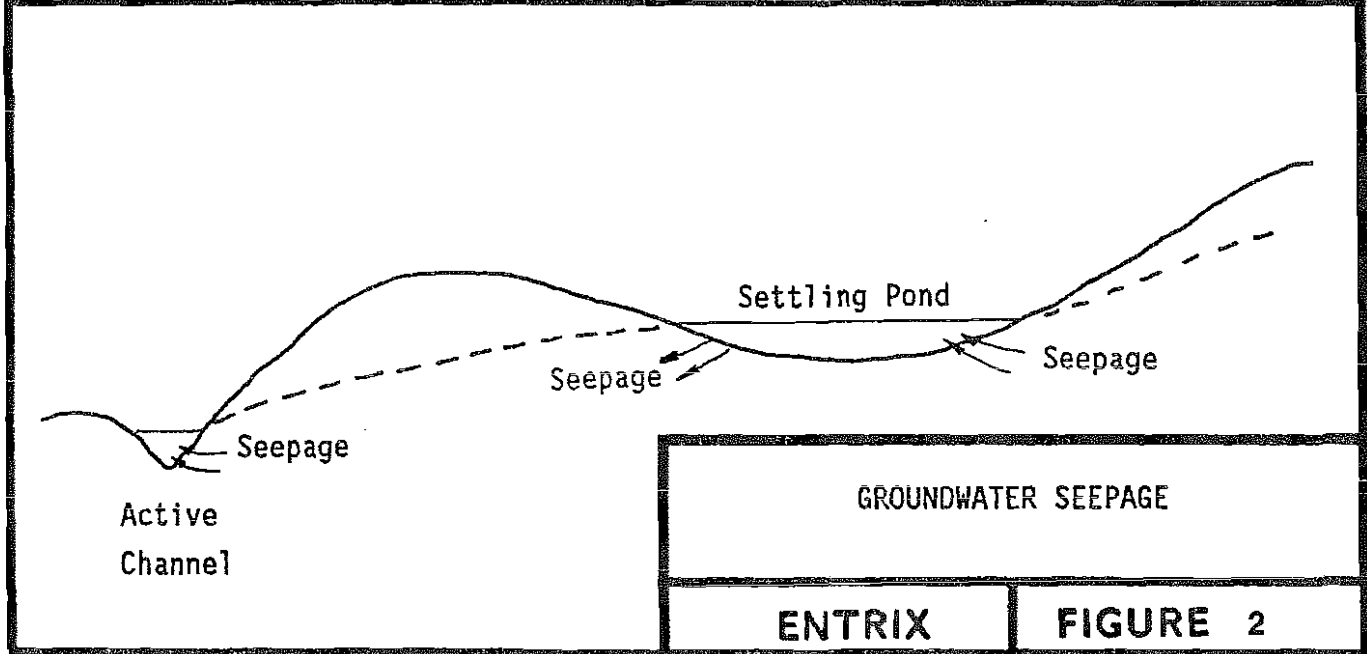 Settling Pond
Seepage
Seepage
Seepage
Active
Channel
GROUNDWATER SEEPAGE
ENTRIX
FIGURE 2